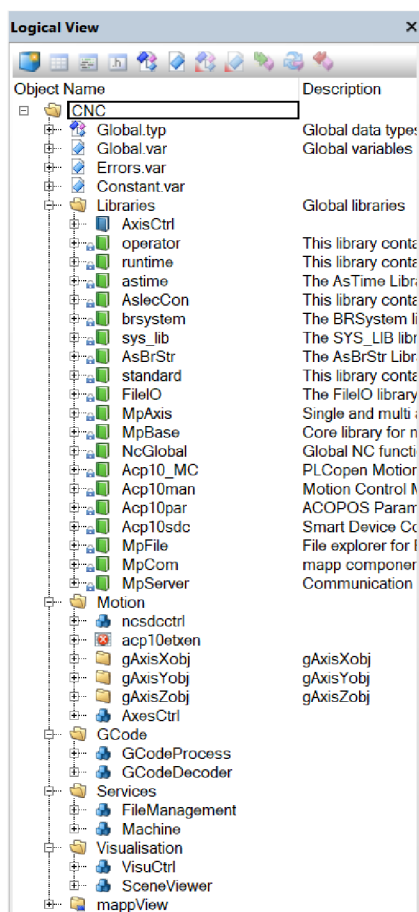 Logical View
Object Name Description
CNC
Global.typ Global data types
Global.var Global variables
Errors.var
Constant.var
Libraries Global libraries
AxisCtrl
operator This library conta
runtime This library conta
astime The AsTime Libra
AsIecCon This library conta
brsystem The BRSystem li
sys_lib The SYS_LIB libr
AsBrStr The AsBrStr Libr
standard This library conta
FileIO The FileIO library
MpAxis Single and multi a
MpBase Core library for m
NcGlobal Global NC functi
Acp10_MC PLCopen Motion
Acp10man Motion Control M
Acp10par ACOPOS Param
Acp10sdc Smart Device Co
MpFile File explorer for
MpCom mapp componen
MpServer Communication
Motion
ncsdcctrl
acp10etxen
gAxisXobj gAxisXobj
gAxisYobj gAxisYobj
gAxisZobj gAxisZobj
AxesCtrl
GCode
GCodeProcess
GCodeDecoder
Services
FileManagement
Machine
Visualisation
VisuCtrl
SceneViewer
mappView